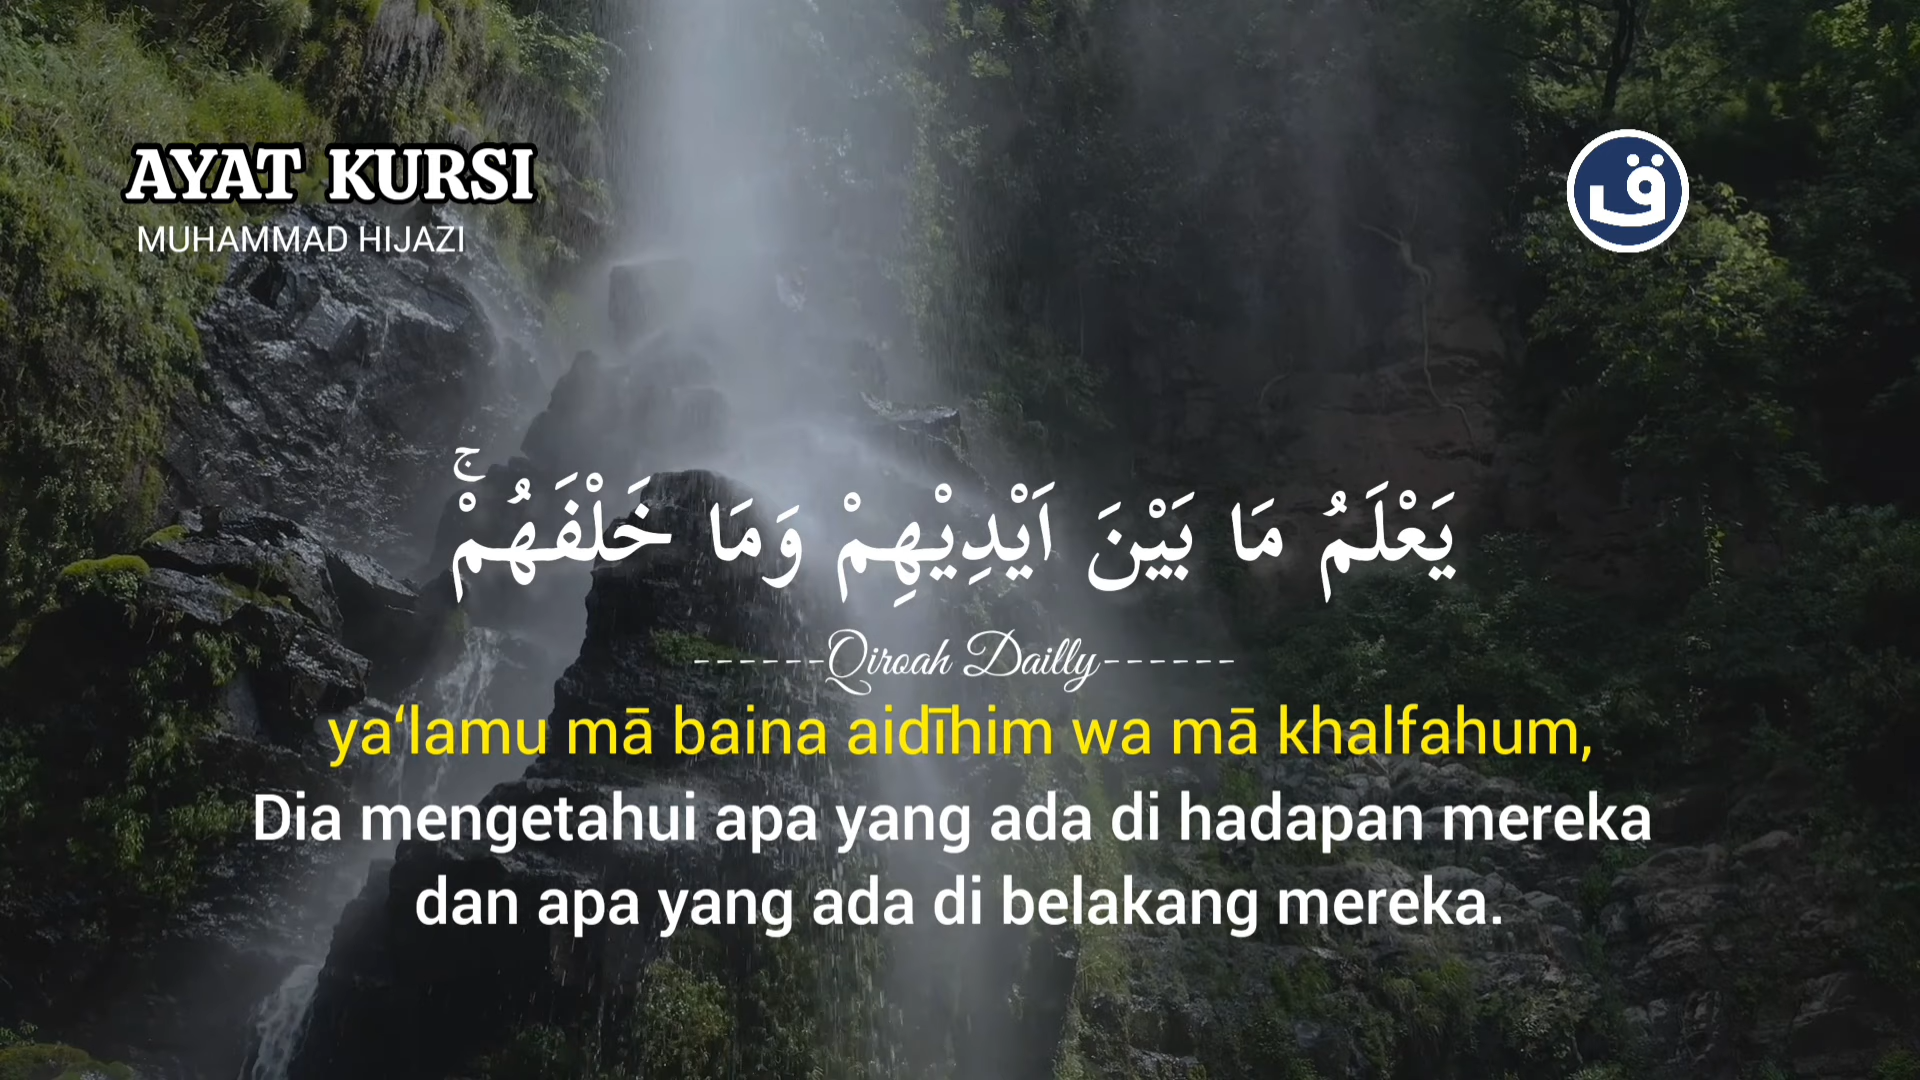 AYAT KURSI
MUHAMMAD HIJAZI
ق
يَعْلَمُ مَا بَيْنَ اَيْدِيْهِمْ وَمَا خَلْفَهُمْۚ
------Qiroah Dailly------
ya‘lamu mā baina aidīhim wa mā khalfahum,
Dia mengetahui apa yang ada di hadapan mereka
dan apa yang ada di belakang mereka.